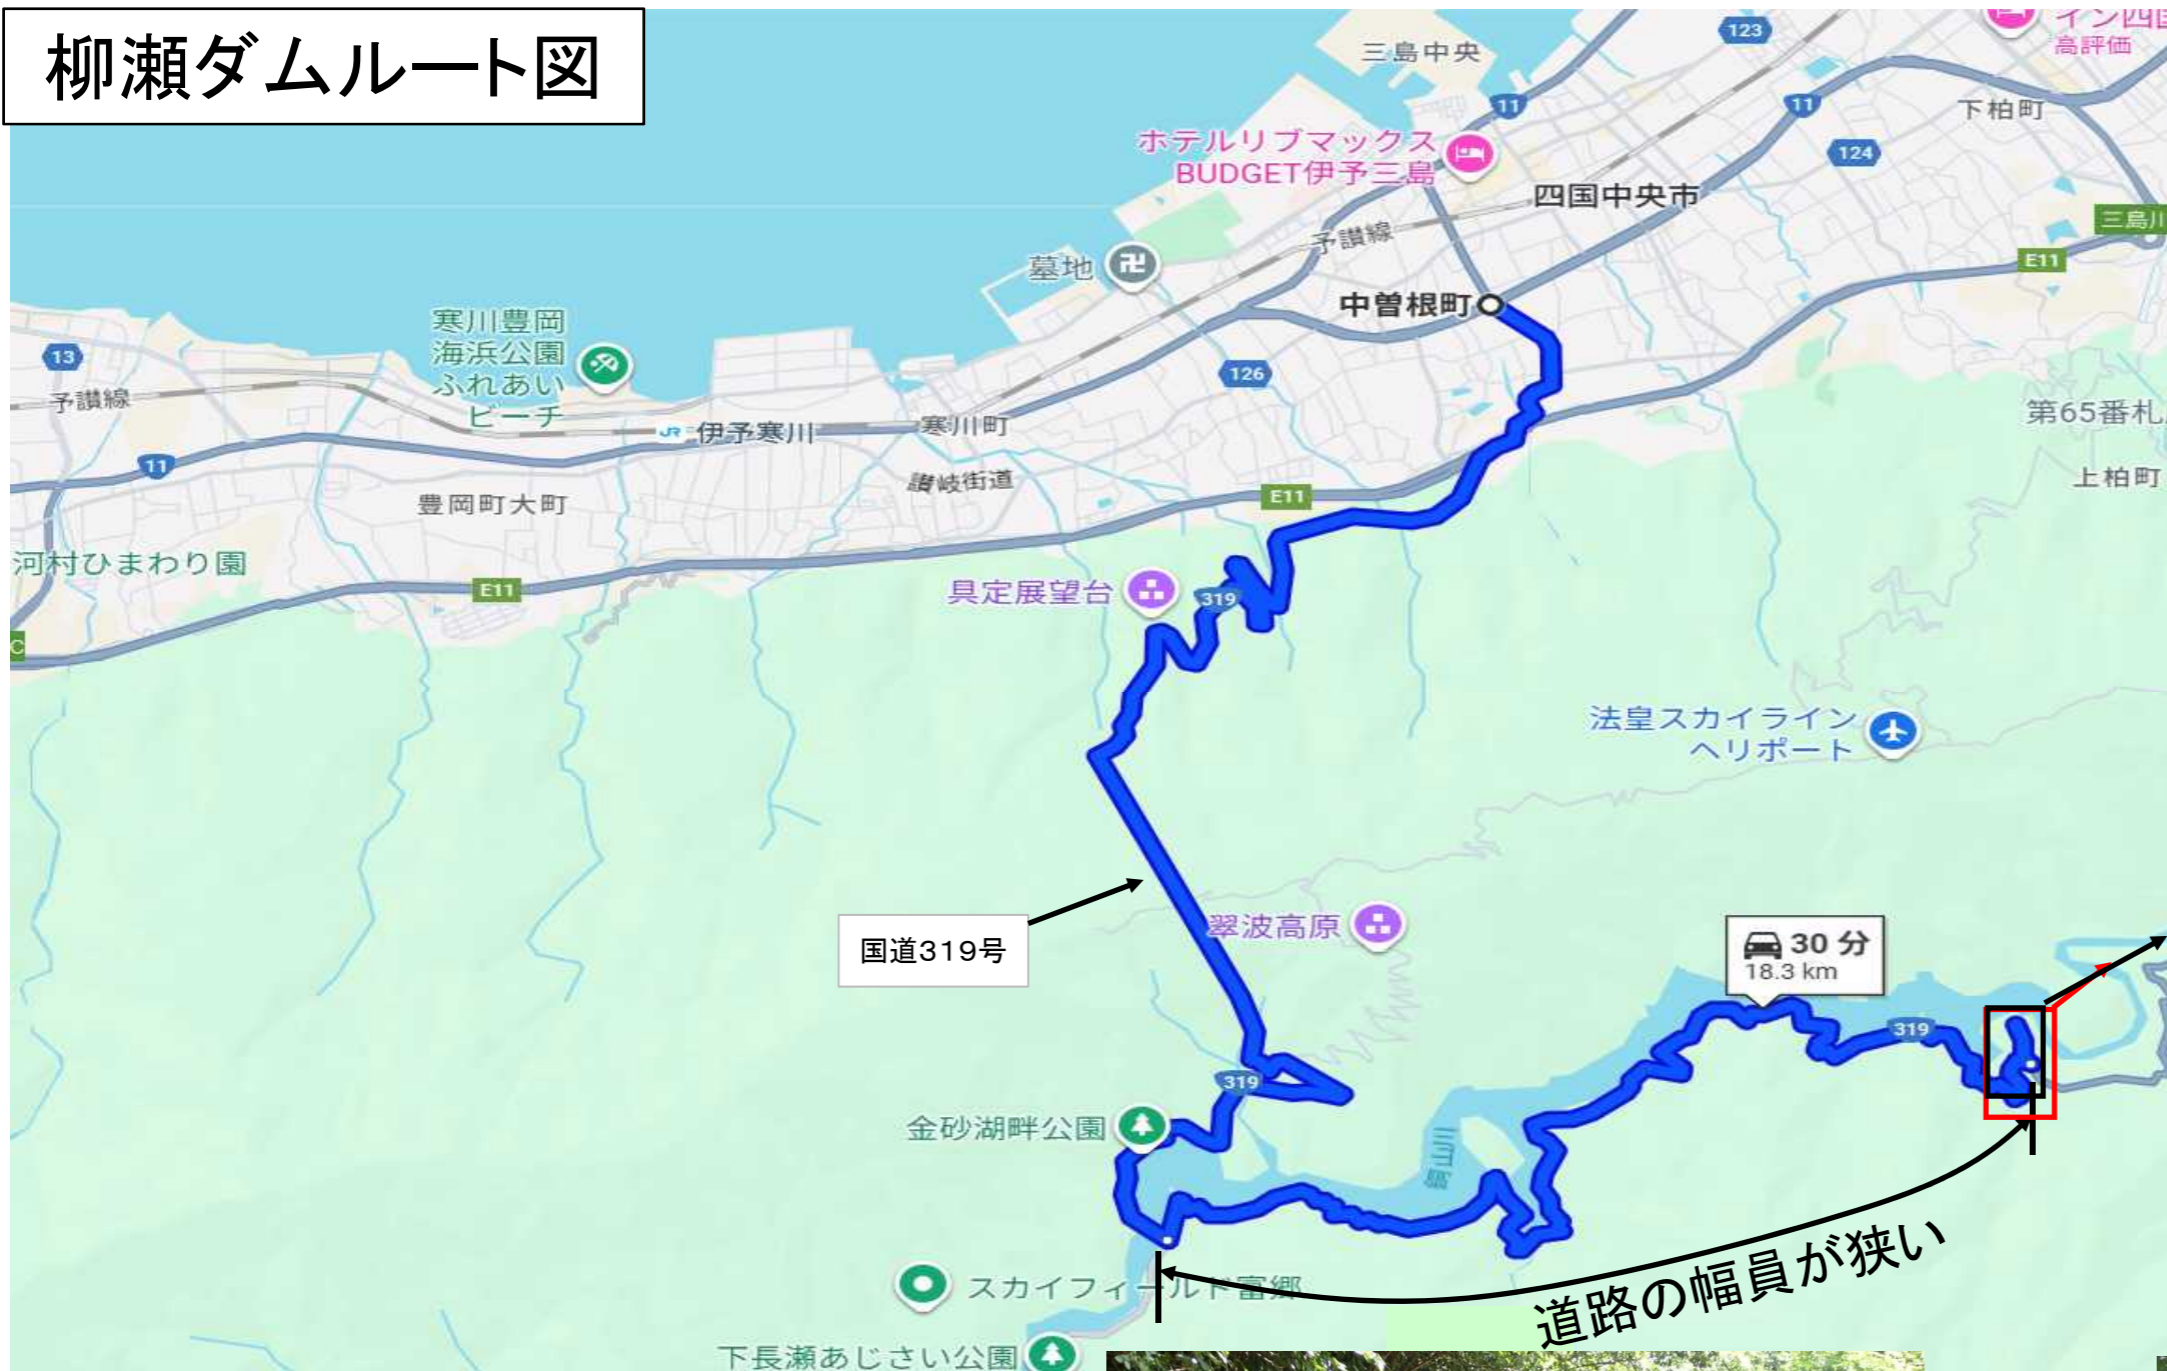 柳瀬ダムルート図
三島中央
123
高評価
11
11
下柏町
ホテルリブマックス
BUDGET伊予三島
124
四国中央市
三島川
予讃線
E11
墓地
中曽根町
寒川豊岡
海浜公園
ふれあい
ビーチ
13
予讃線
126
JR 伊予寒川
寒川町
第65番札
11
讃岐街道
上柏町
E11
豊岡町大町
河村ひまわり園
E11
具定展望台
319
C
法皇スカイライン
ヘリポート
国道319号
翠波高原
30 分
18.3 km
319
319
金砂湖畔公園
道路の幅員が狭い
スカイフィールド富郷
下長瀬あじさい公園